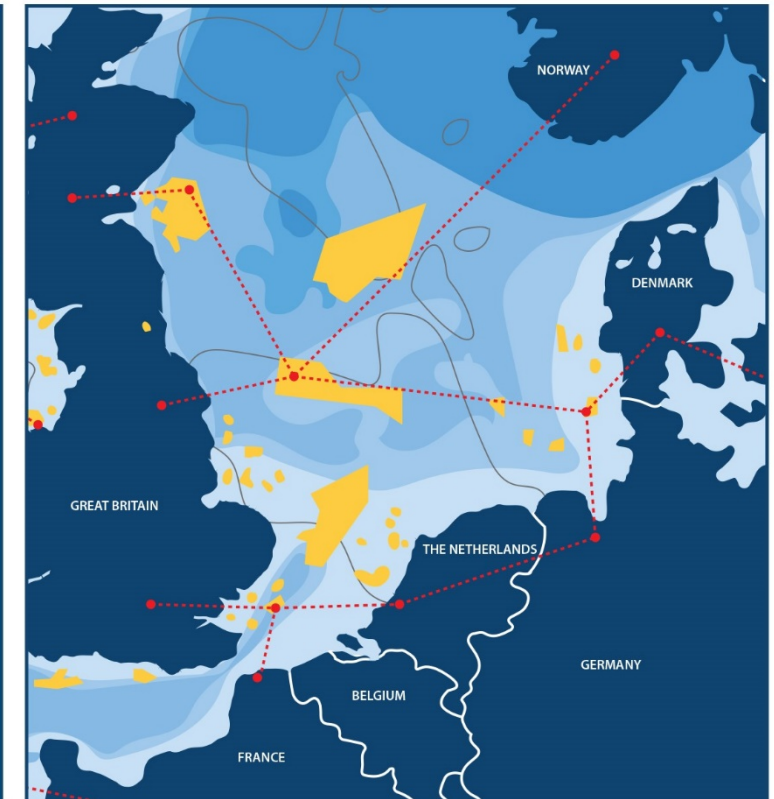 NORWAY
DENMARK
GREAT BRITAIN
THE NETHERLANDS
GERMANY
BELGIUM
FRANCE